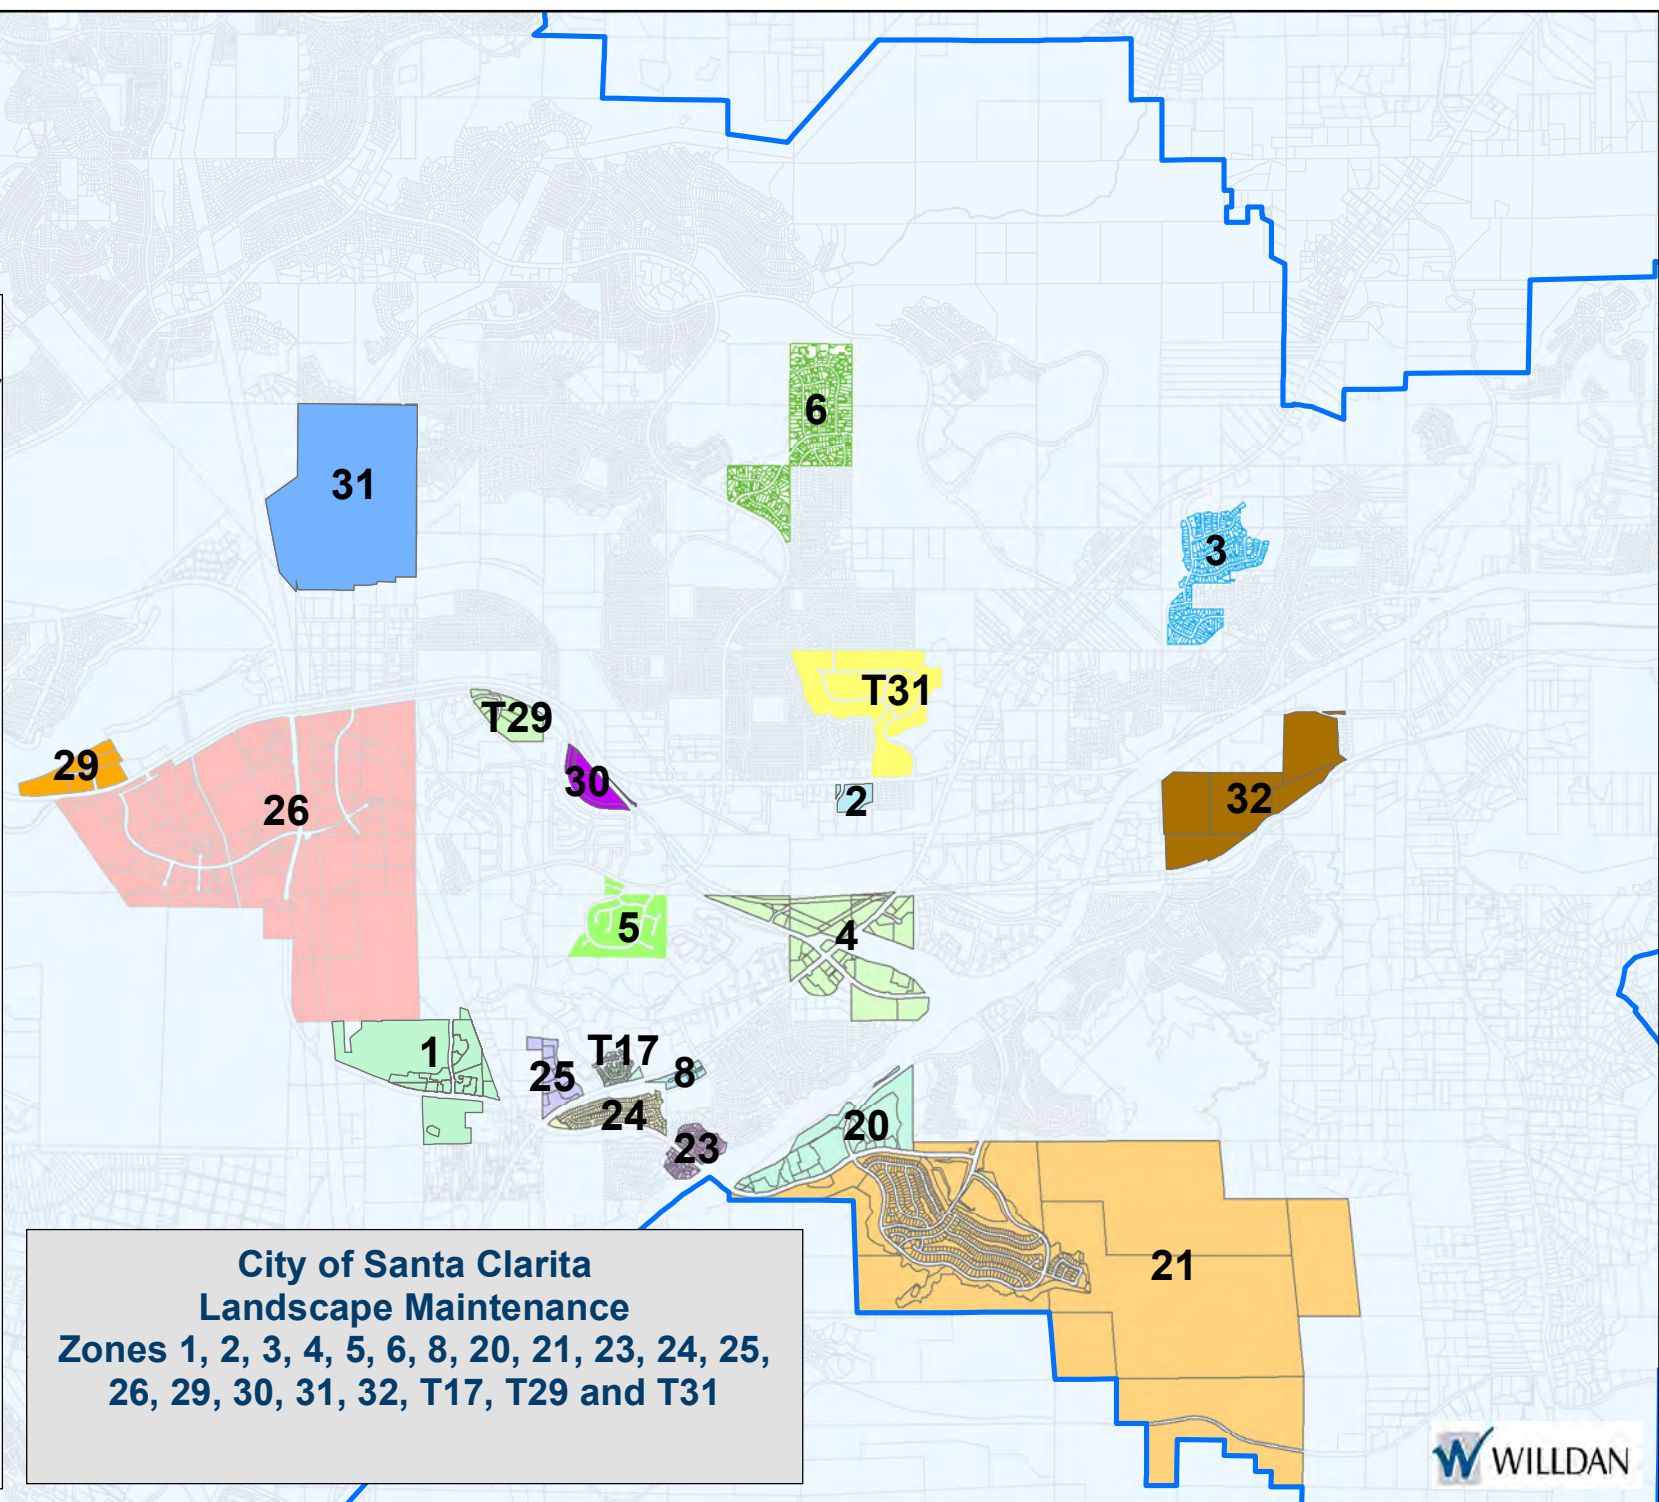 6
31
3
T31
T29
29
30
26
2
32
5
4
1
T17
25
8
24
20
23
21
City of Santa Clarita
Landscape Maintenance
Zones 1, 2, 3, 4, 5, 6, 8, 20, 21, 23, 24, 25,
26, 29, 30, 31, 32, T17, T29 and T31
W WILLDAN